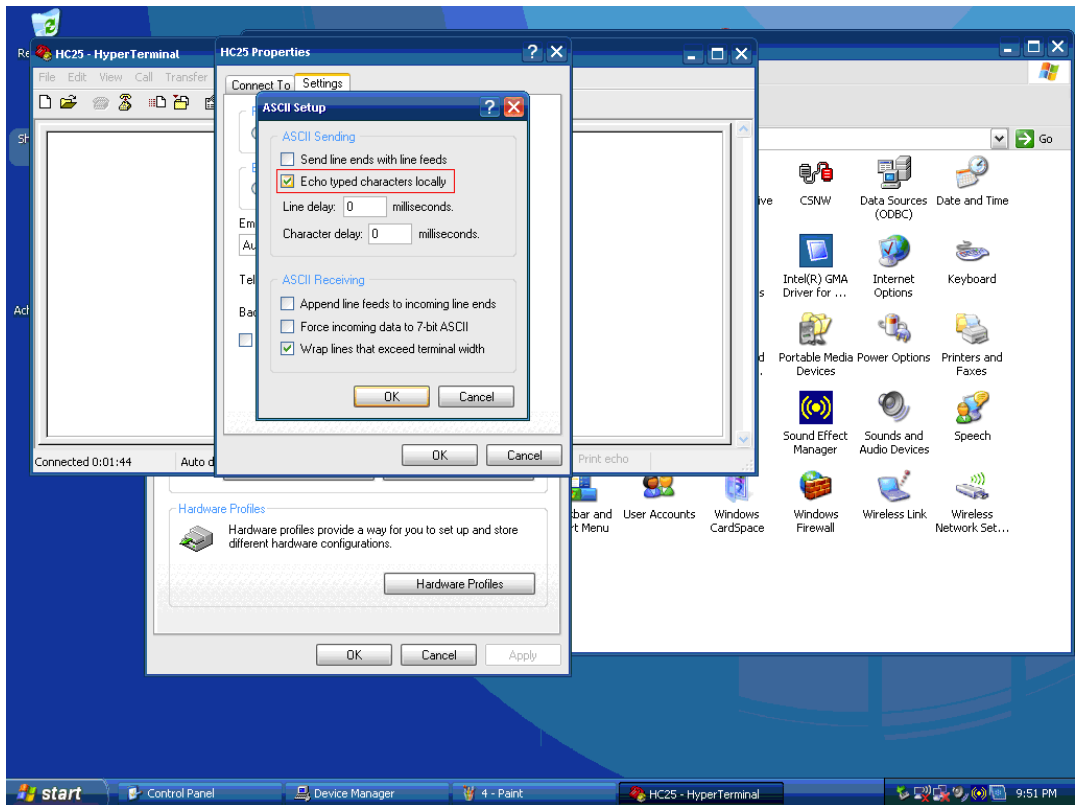 HC25 - HyperTerminal
File Edit View Call Transfer
HC25 Properties
Connect To Settings
ASCII Setup
ASCII Sending
Send line ends with line feeds
Echo typed characters locally
Line delay: 0 milliseconds.
Character delay: 0 milliseconds.
ASCII Receiving
Append line feeds to incoming line ends
Force incoming data to 7-bit ASCII
Wrap lines that exceed terminal width
OK Cancel
OK Cancel
Connected 0:01:44 Auto d
Print echo
Go
CSNW
Data Sources (ODBC)
Date and Time
Intel(R) GMA Driver for ...
Internet Options
Keyboard
Portable Media Devices
Power Options
Printers and Faxes
Sound Effect Manager
Sounds and Audio Devices
Speech
User Accounts
Windows CardSpace
Windows Firewall
Wireless Link
Wireless Network Set...
Hardware Profiles
Hardware profiles provide a way for you to set up and store
different hardware configurations.
Hardware Profiles
OK Cancel Apply
start
Control Panel
Device Manager
4 - Paint
HC25 - HyperTerminal
9:51 PM